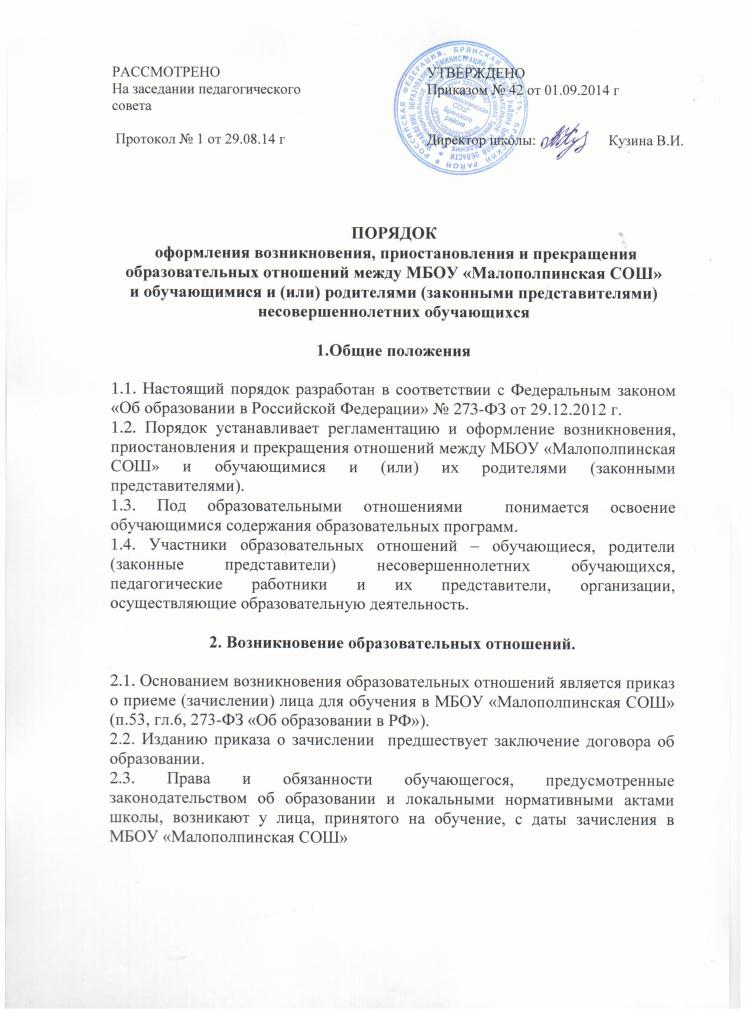 РАССМОТРЕНО
На заседании педагогического
совета
Протокол № 1 от 29.08.14 г
УТВЕРЖДЕНО
Приказом № 42 от 01.09.2014 г
Директор школы: Кузина В.И.
ПОРЯДОК
оформления возникновения, приостановления и прекращения
образовательных отношений между МБОУ «Малополпинская СОШ»
и обучающимися и (или) родителями (законными представителями)
несовершеннолетних обучающихся
1.Общие положения
1.1. Настоящий порядок разработан в соответствии с Федеральным законом
«Об образовании в Российской Федерации» № 273-ФЗ от 29.12.2012 г.
1.2. Порядок устанавливает регламентацию и оформление возникновения,
приостановления и прекращения отношений между МБОУ «Малополпинская
СОШ» и обучающимися и (или) их родителями (законными
представителями).
1.3. Под образовательными отношениями понимается освоение
обучающимися содержания образовательных программ.
1.4. Участники образовательных отношений – обучающиеся, родители
(законные представители) несовершеннолетних обучающихся,
педагогические работники и их представители, организации,
осуществляющие образовательную деятельность.
2. Возникновение образовательных отношений.
2.1. Основанием возникновения образовательных отношений является приказ
о приеме (зачислении) лица для обучения в МБОУ «Малополпинская СОШ»
(п.53, гл.6, 273-ФЗ «Об образовании в РФ»).
2.2. Изданию приказа о зачислении предшествует заключение договора об
образовании.
2.3. Права и обязанности обучающегося, предусмотренные
законодательством об образовании и локальными нормативными актами
школы, возникают у лица, принятого на обучение, с даты зачисления в
МБОУ «Малополпинская СОШ»